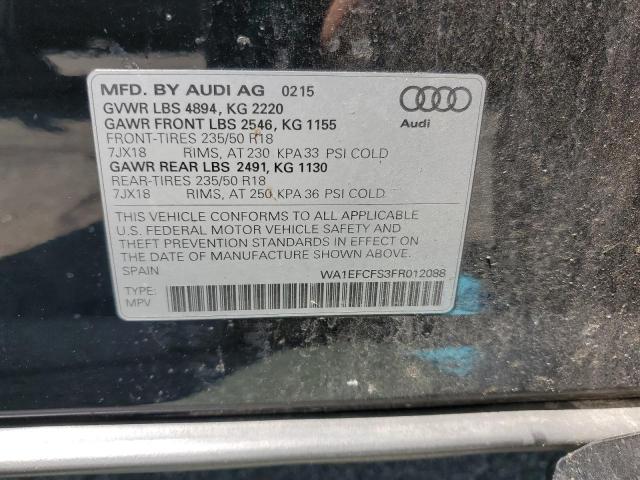 MFD. BY AUDI AG 0215
GVWR LBS 4894, KG 2220
GAWR FRONT LBS 2546, KG 1155
FRONT-TIRES 235/50 R18
7JX18 RIMS, AT 230 KPA 33 PSI COLD
GAWR REAR LBS 2491, KG 1130
REAR-TIRES 235/50 R18
7JX18 RIMS, AT 250 KPA 36 PSI COLD
Audi
THIS VEHICLE CONFORMS TO ALL APPLICABLE
U.S. FEDERAL MOTOR VEHICLE SAFETY AND
THEFT PREVENTION STANDARDS IN EFFECT ON
THE DATE OF MANUFACTURE SHOWN ABOVE.
SPAIN WA1EFCFS3FR012088
TYPE:
MPV